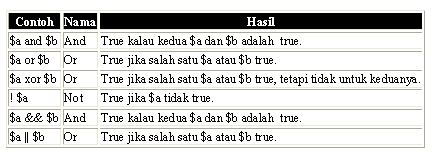 Contoh Nama Hasil
$a and $b And True kalau kedua $a dan $b adalah true.
$a or $b Or True jika salah satu $a atau $b true.
$a xor $b Or True jika salah satu $a atau $b true, tetapi tidak untuk keduanya.
! $a Not True jika $a tidak true.
$a && $b And True kalau kedua $a dan $b adalah true.
$a || $b Or True jika salah satu $a atau $b true.